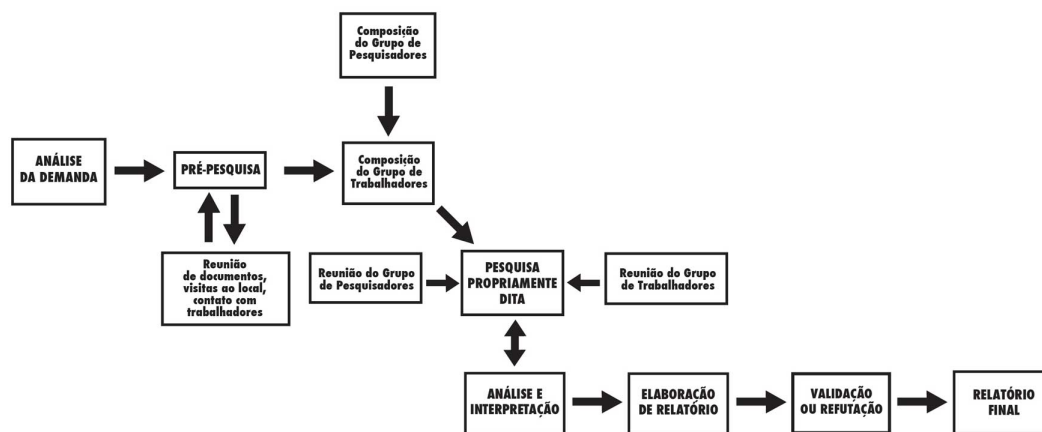 Composição
do Grupo de
Pesquisadores
ANÁLISE
DA DEMANDA
PRÉ-PESQUISA
Composição
do Grupo de
Trabalhadores
Reunião
de documentos,
visitas ao local,
contato com
trabalhadores
Reunião do Grupo
de Pesquisadores
PESQUISA
PROPRIAMENTE
DITA
Reunião do Grupo
de Trabalhadores
ANÁLISE E
INTERPRETAÇÃO
ELABORAÇÃO
DE RELATÓRIO
VALIDAÇÃO
OU REFUTAÇÃO
RELATÓRIO
FINAL